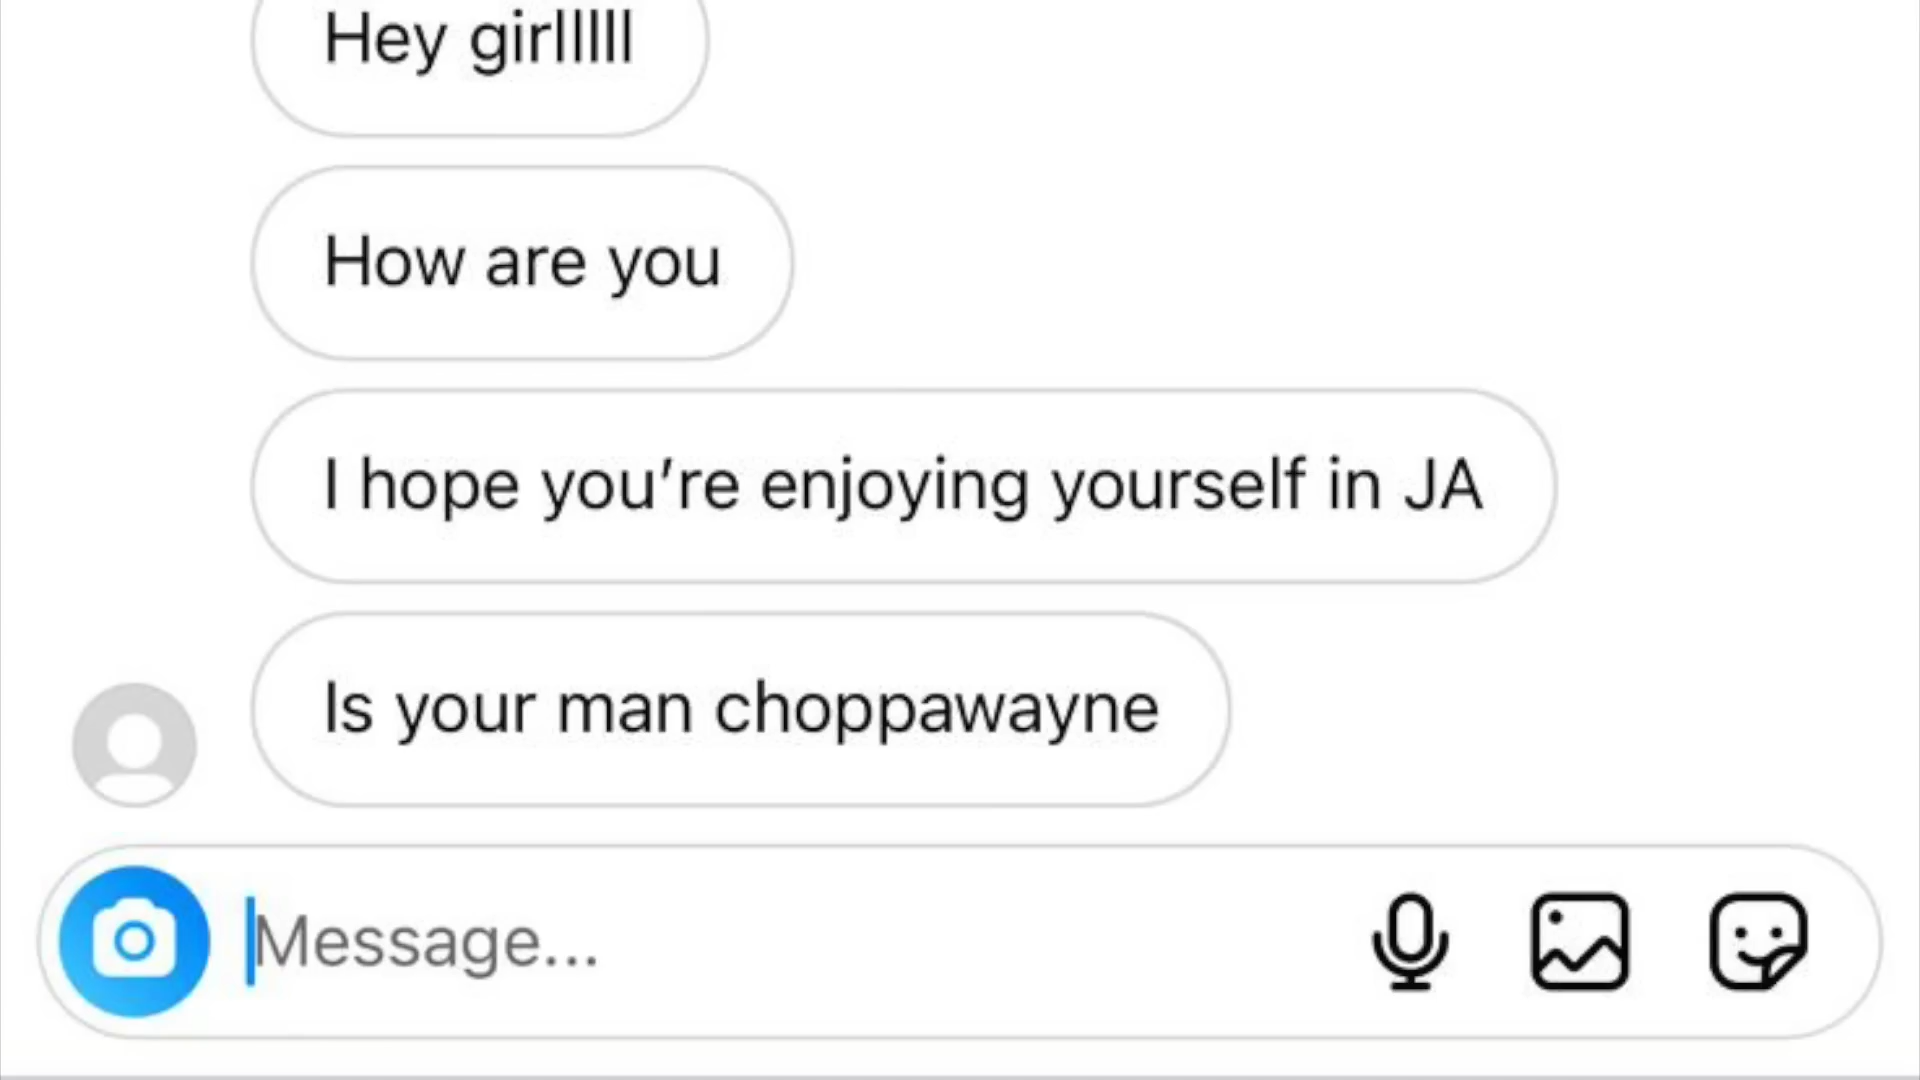 Hey girlllll
How are you
I hope you’re enjoying yourself in JA
Is your man choppawayne
Message...